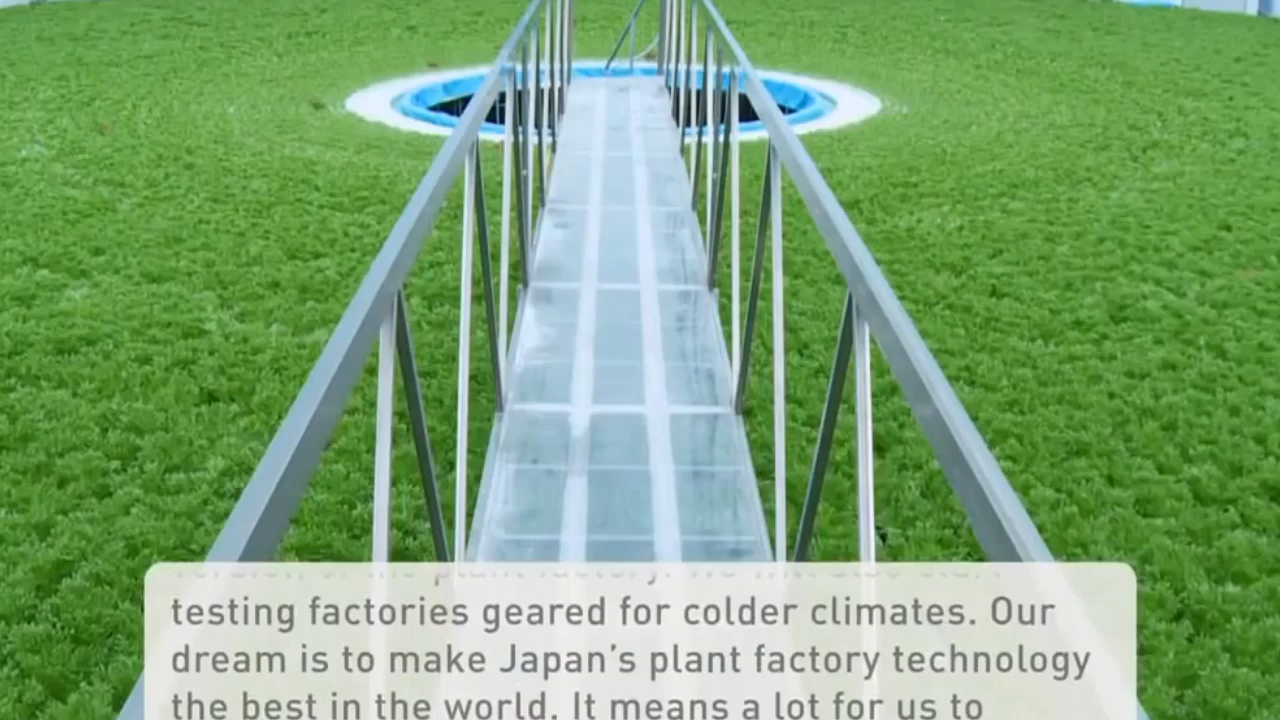 testing factories geared for colder climates. Our
dream is to make Japan's plant factory technology
the best in the world. It means a lot for us to